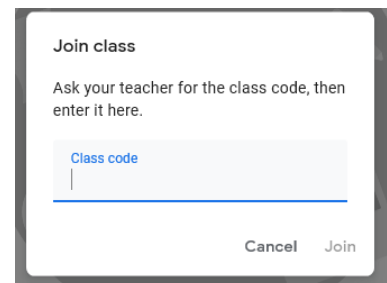 Join class
Ask your teacher for the class code, then
enter it here.
Class code
Cancel Join